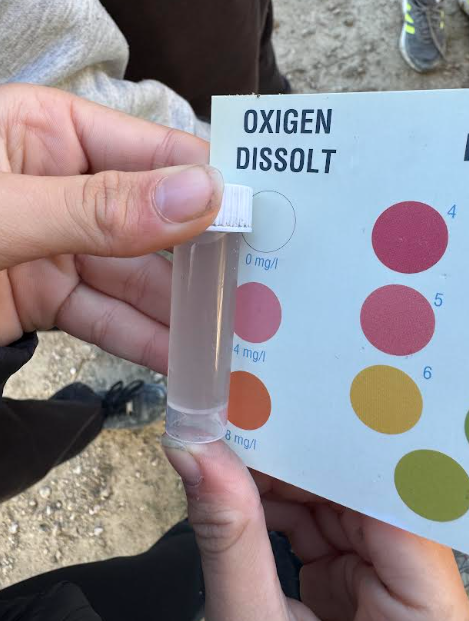 OXIGEN
DISSOLT
0 mg/l
4 mg/l
8 mg/l
4
5
6